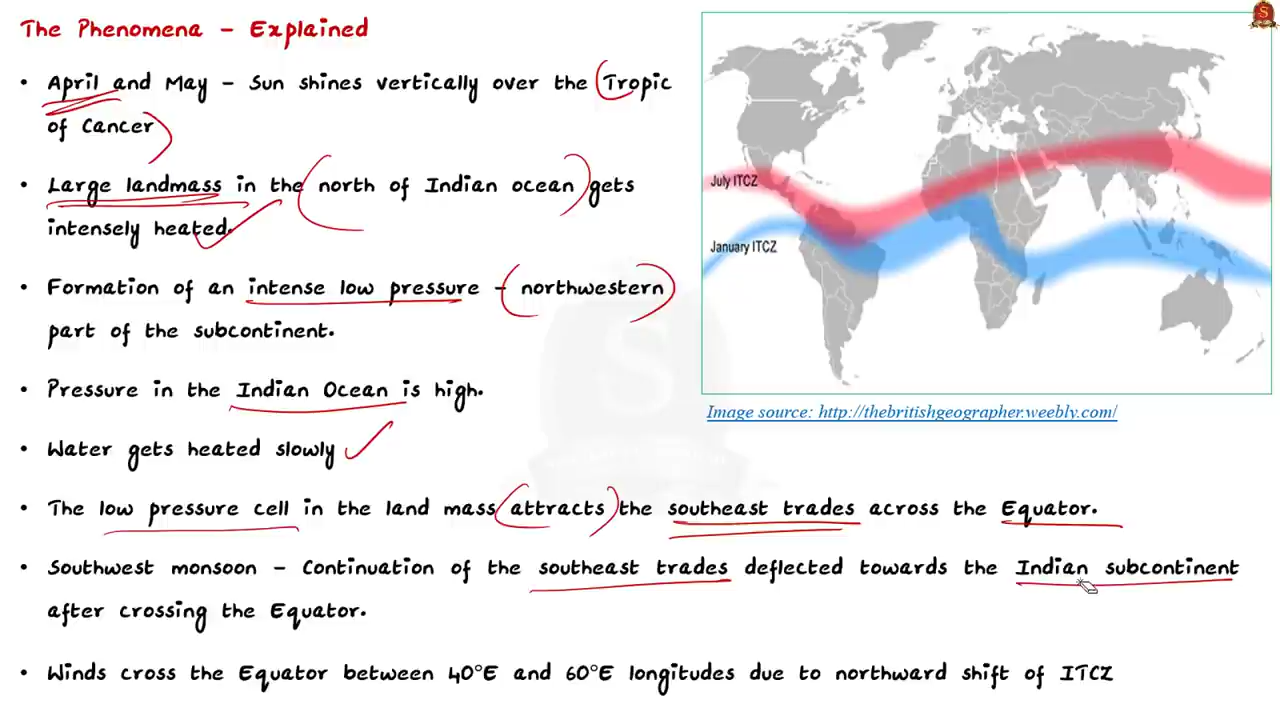 The Phenomena – Explained
• April and May – Sun shines vertically over the Tropic
of Cancer
• Large landmass in the north of Indian ocean gets
intensely heated.
• Formation of an intense low pressure – northwestern
part of the subcontinent.
• Pressure in the Indian Ocean is high.
• Water gets heated slowly
• The low pressure cell in the land mass attracts the southeast trades across the Equator.
• Southwest monsoon – Continuation of the southeast trades deflected towards the Indian subcontinent
after crossing the Equator.
• Winds cross the Equator between 40°E and 60°E longitudes due to northward shift of ITCZ
July ITCZ
January ITCZ
Image source: http://thebritishgeographer.weebly.com/
S